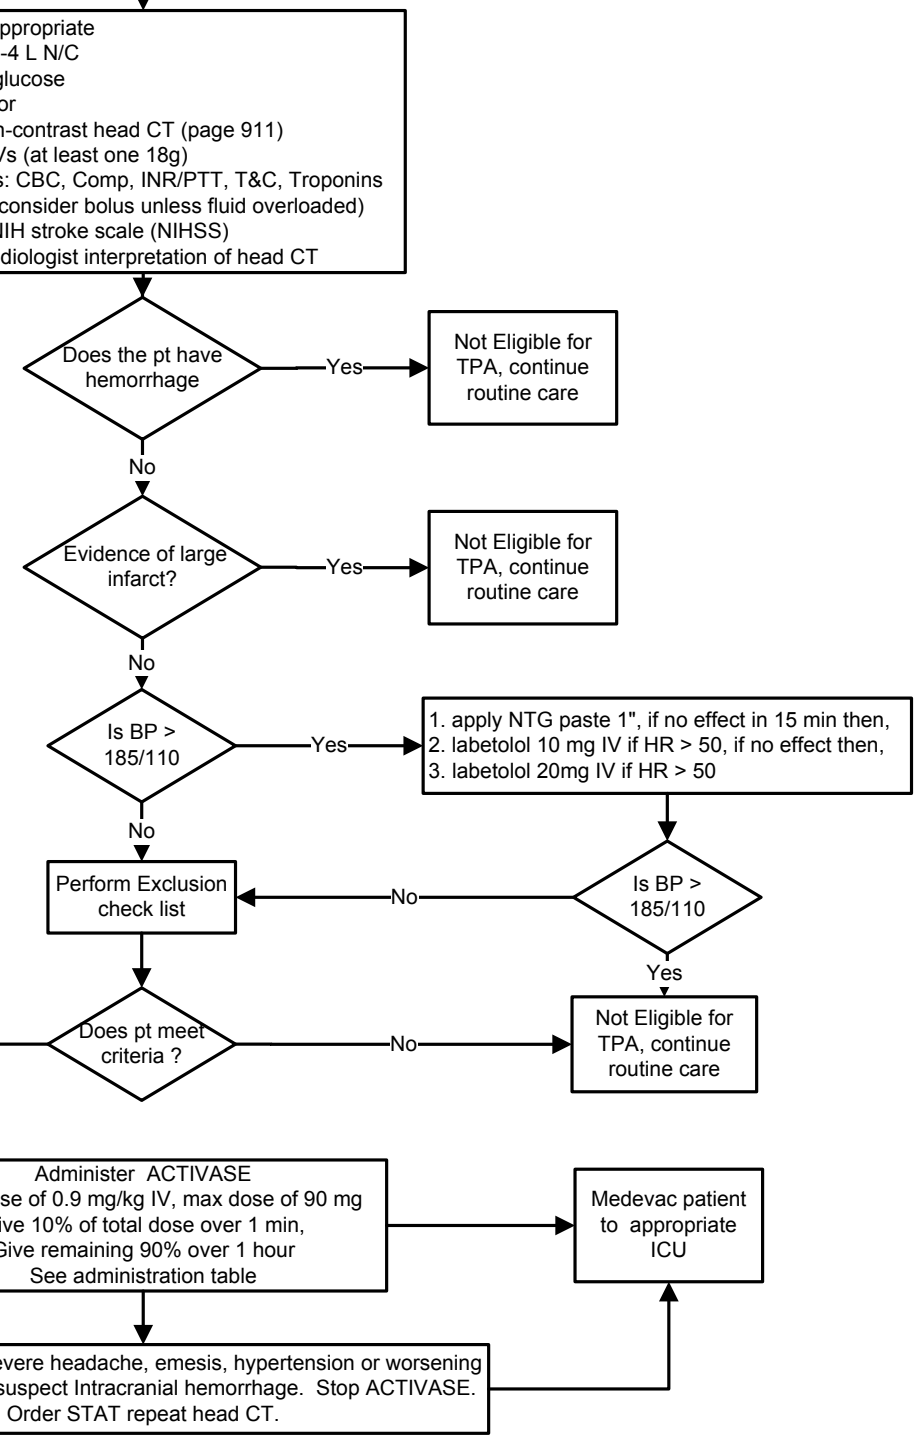 ppropriate
-4 L N/C
glucose
or
n-contrast head CT (page 911)
Vs (at least one 18g)
s: CBC, Comp, INR/PTT, T&C, Troponins
consider bolus unless fluid overloaded)
NIH stroke scale (NIHSS)
diologist interpretation of head CT
Does the pt have
hemorrhage
Yes
Not Eligible for
TPA, continue
routine care
No
Evidence of large
infarct?
Yes
Not Eligible for
TPA, continue
routine care
No
Is BP >
185/110
Yes
1. apply NTG paste 1", if no effect in 15 min then,
2. labetolol 10 mg IV if HR > 50, if no effect then,
3. labetolol 20mg IV if HR > 50
No
Perform Exclusion
check list
No
Is BP >
185/110
Yes
Does pt meet
criteria ?
No
Not Eligible for
TPA, continue
routine care
Administer ACTIVASE
se of 0.9 mg/kg IV, max dose of 90 mg
ive 10% of total dose over 1 min,
Give remaining 90% over 1 hour
See administration table
Medevac patient
to appropriate
ICU
evere headache, emesis, hypertension or worsening
suspect Intracranial hemorrhage. Stop ACTIVASE.
Order STAT repeat head CT.